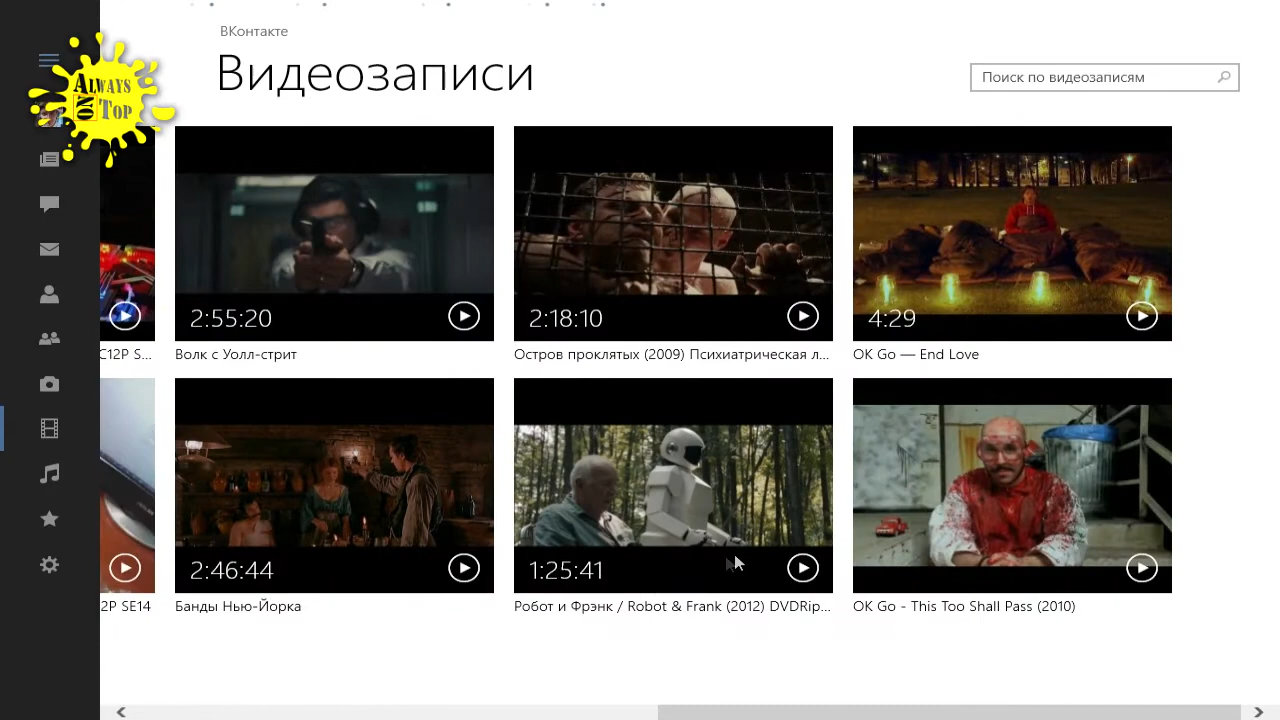 ВКонтакте
Видеозаписи
Поиск по видеозаписям
ALWAYS
ON TOP
2:55:20
2:18:10
4:29
C12P S...
Волк с Уолл-стрит
Остров проклятых (2009) Психиатрическая л...
OK Go — End Love
2:46:44
1:25:41
2P SE14
Банды Нью-Йорка
Робот и Фрэнк / Robot & Frank (2012) DVDRip...
OK Go - This Too Shall Pass (2010)